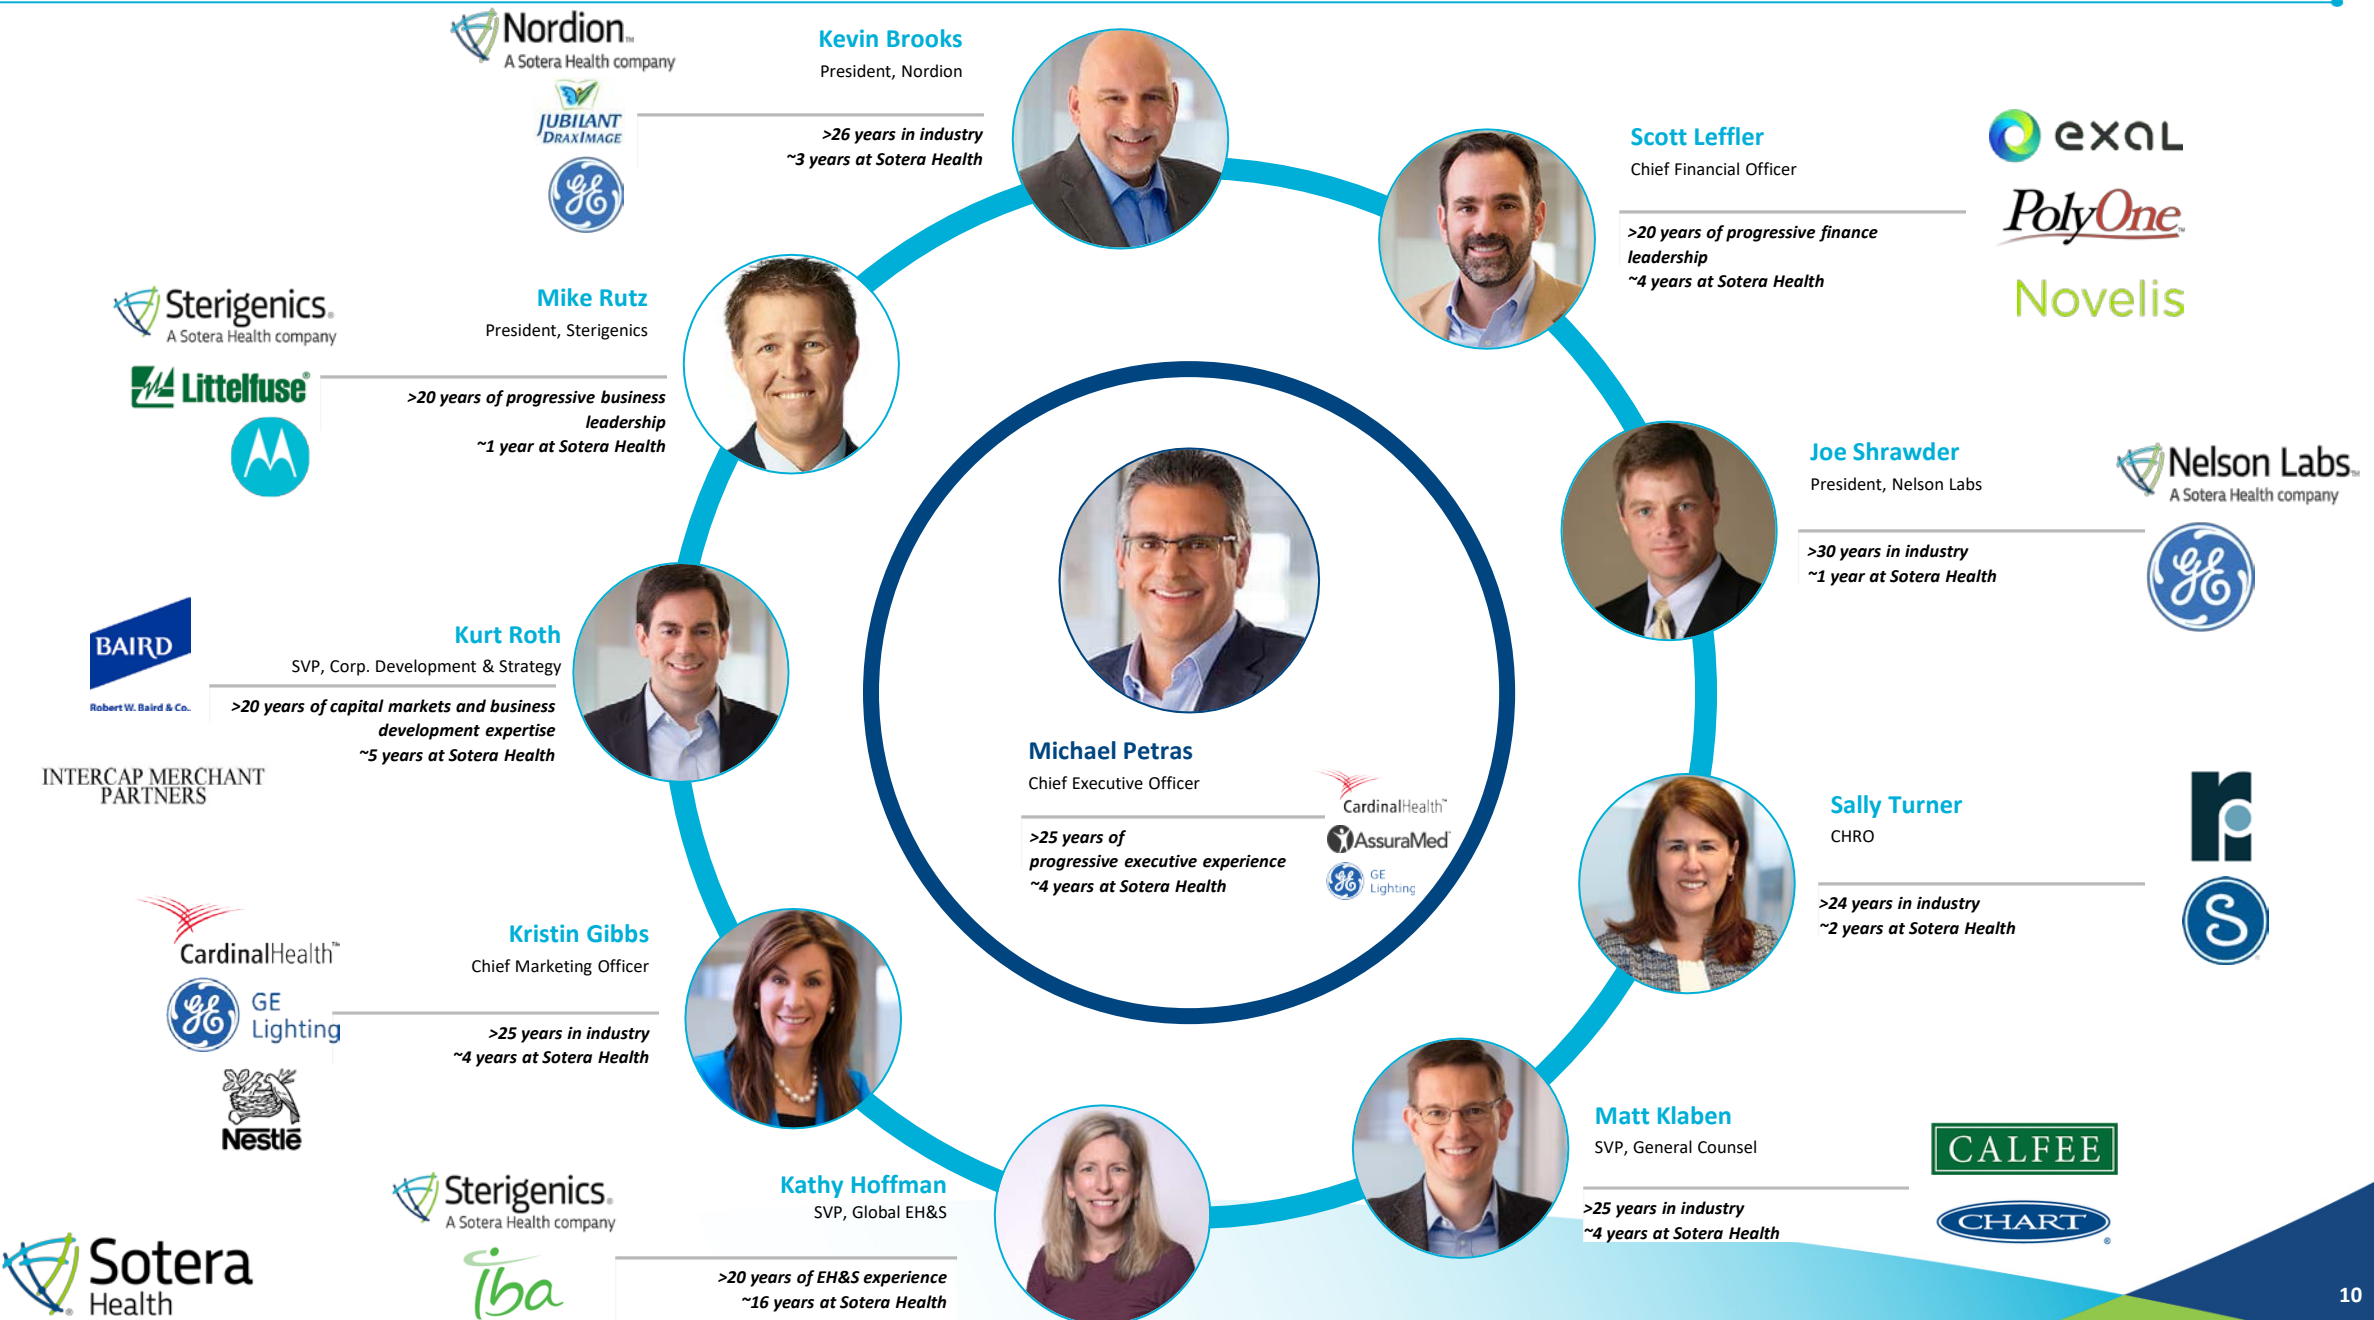 Nordion™
A Sotera Health company
JUBILANT
DRAXIMAGE
GE
Kevin Brooks
President, Nordion
>26 years in industry
~3 years at Sotera Health
Scott Leffler
Chief Financial Officer
>20 years of progressive finance
leadership
~4 years at Sotera Health
exal
PolyOne™
Novelis
Sterigenics®
A Sotera Health company
Littelfuse®
Mike Rutz
President, Sterigenics
>20 years of progressive business
leadership
~1 year at Sotera Health
Joe Shrawder
President, Nelson Labs
>30 years in industry
~1 year at Sotera Health
Nelson Labs™
A Sotera Health company
GE
BAIRD
Robert W. Baird & Co.
INTERCAP MERCHANT
PARTNERS
Kurt Roth
SVP, Corp. Development & Strategy
>20 years of capital markets and business
development expertise
~5 years at Sotera Health
Michael Petras
Chief Executive Officer
>25 years of
progressive executive experience
~4 years at Sotera Health
CardinalHealth™
AssuraMed
GE
GE
Lighting
Sally Turner
CHRO
>24 years in industry
~2 years at Sotera Health
r
S
CardinalHealth™
GE
GE
Lighting
Nestlé
Kristin Gibbs
Chief Marketing Officer
>25 years in industry
~4 years at Sotera Health
Matt Klaben
SVP, General Counsel
>25 years in industry
~4 years at Sotera Health
CALFEE
CHART®
Sterigenics®
A Sotera Health company
iba
Kathy Hoffman
SVP, Global EH&S
>20 years of EH&S experience
~16 years at Sotera Health
Sotera
Health®
10